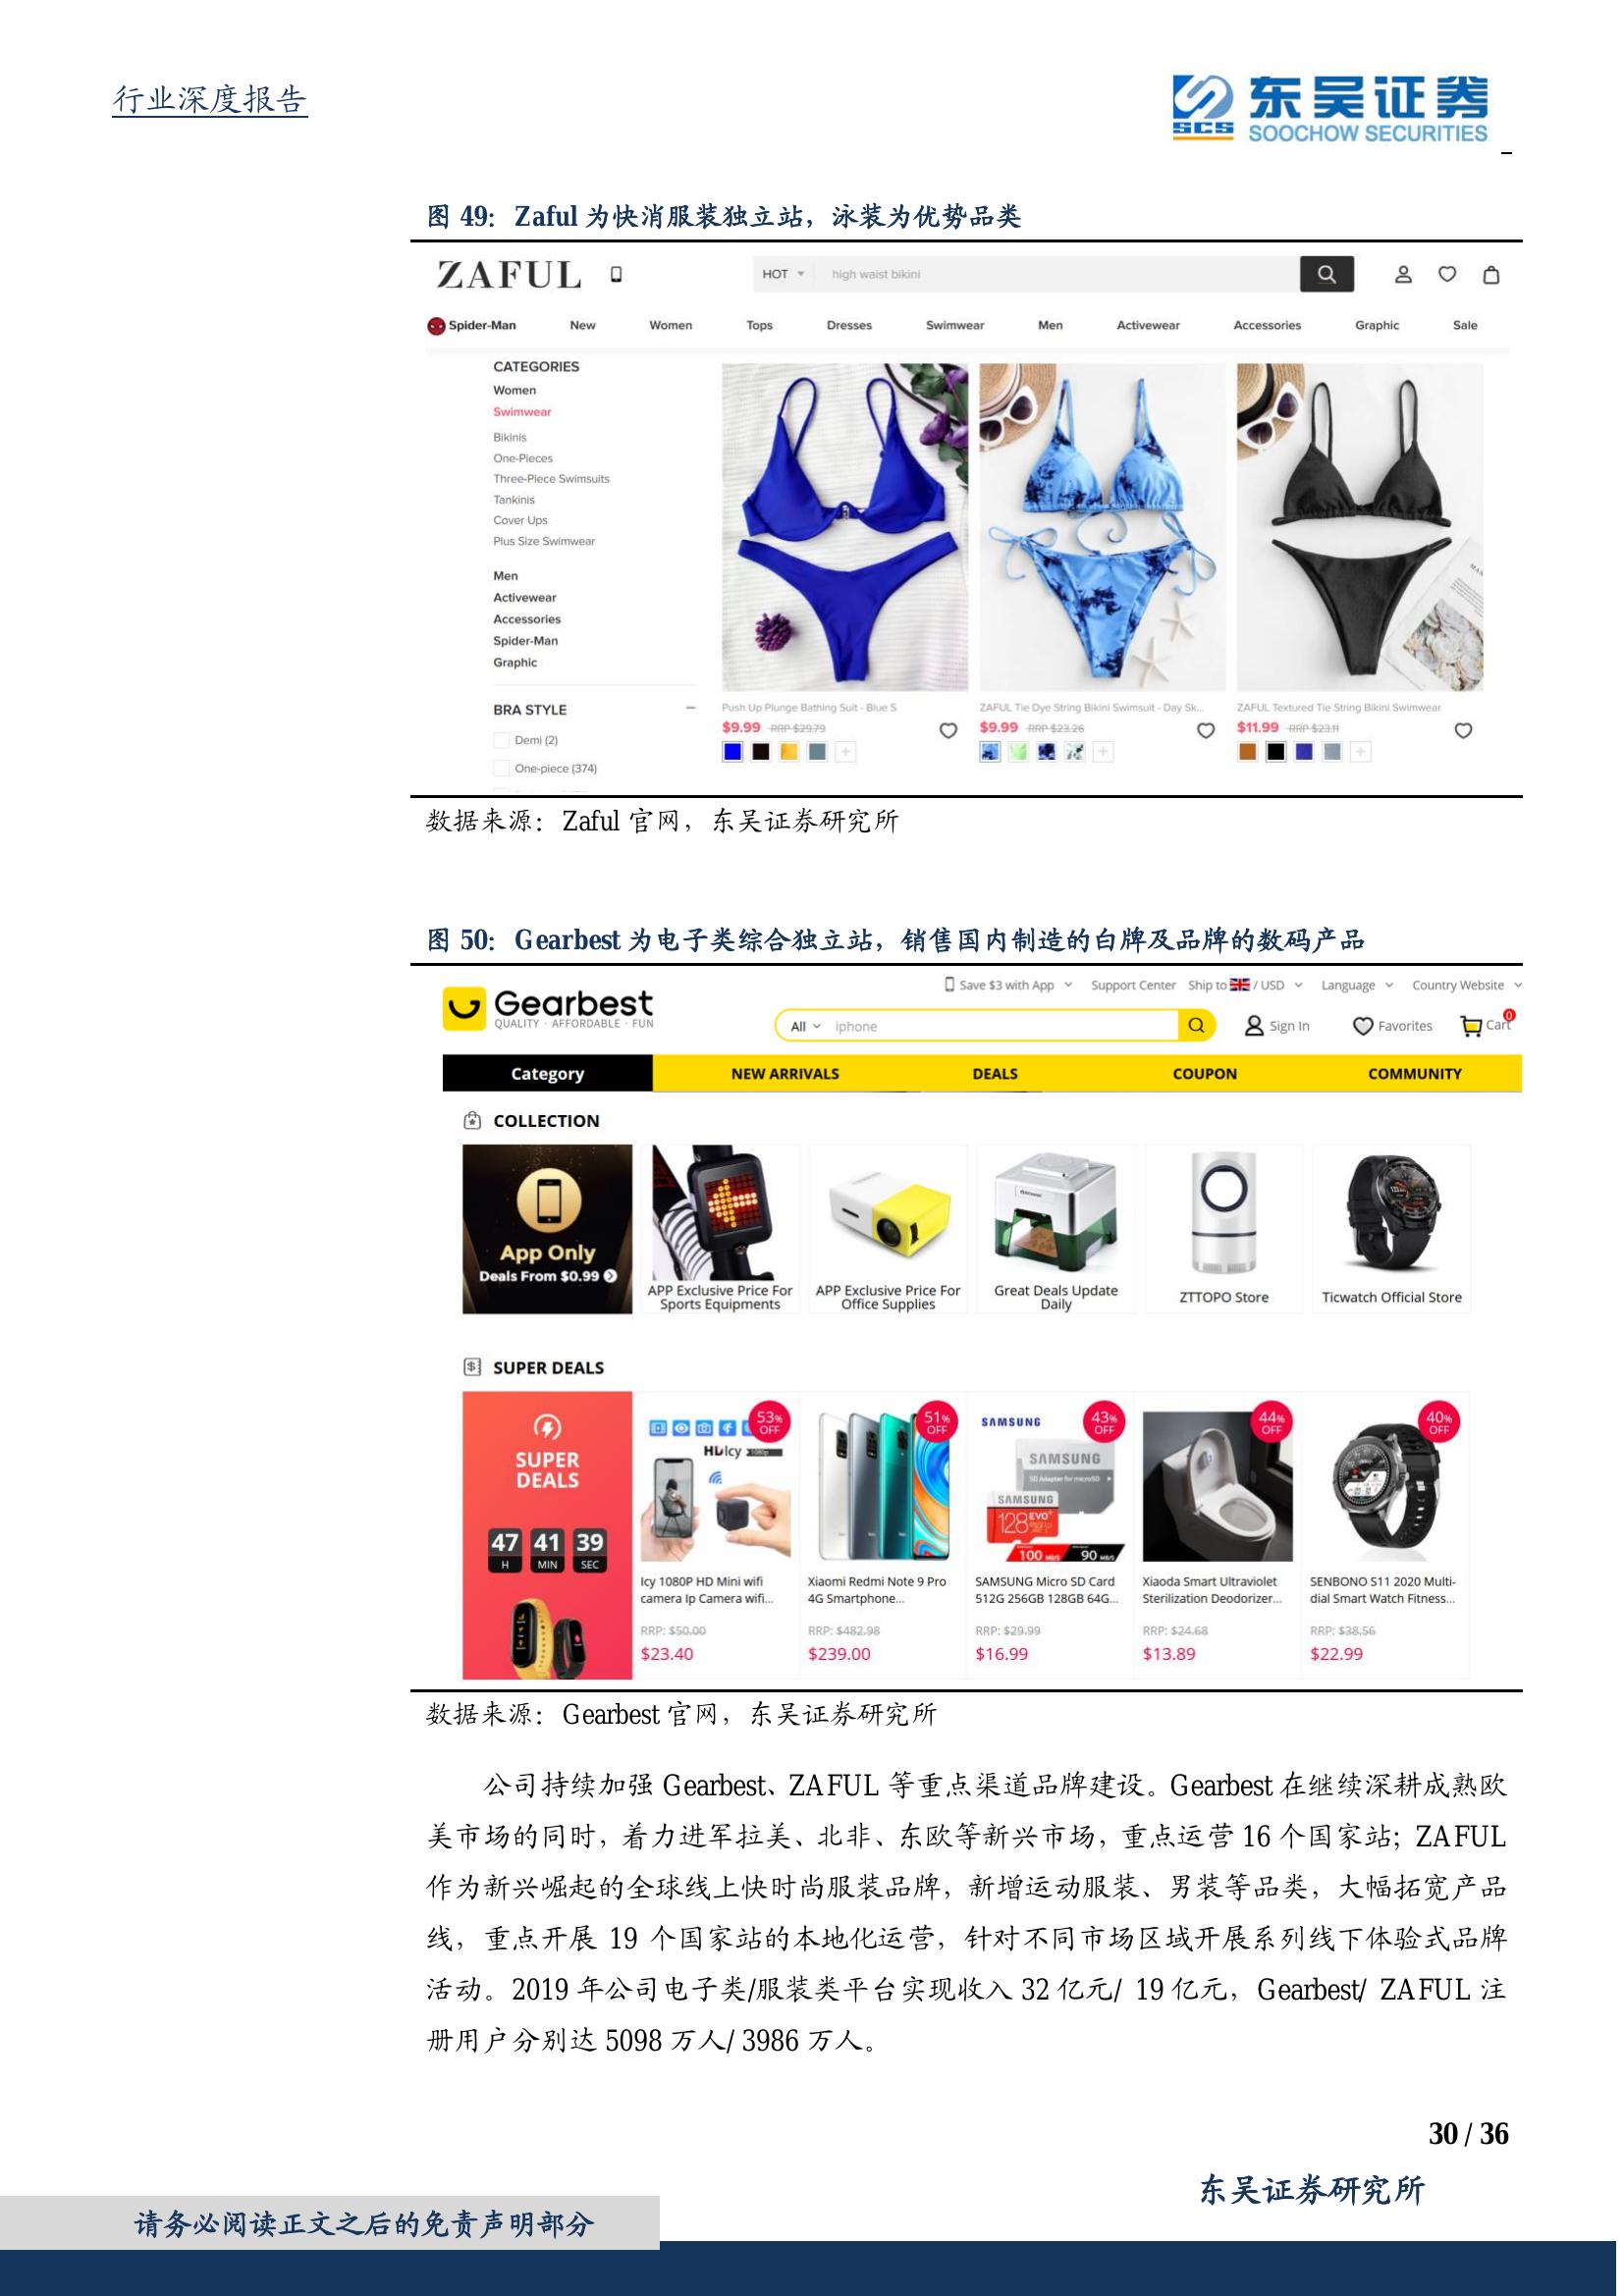 行业深度报告
SCS 东吴证券
SOOCHOW SECURITIES
图 49：Zaful 为快消服装独立站，泳装为优势品类
ZAFUL HOT high waist bikini
Spider-Man New Women Tops Dresses Swimwear Men Activewear Accessories Graphic Sale
CATEGORIES
Women
Swimwear
Bikinis
One-Pieces
Three-Piece Swimsuits
Tankinis
Cover Ups
Plus Size Swimwear
Men
Activewear
Accessories
Spider-Man
Graphic
BRA STYLE
Demi (2)
One-piece (374)
Push Up Plunge Bathing Suit - Blue S
$9.99 RRP $29.79
ZAFUL Tie Dye String Bikini Swimsuit - Day Sk...
$9.99 RRP $23.26
ZAFUL Textured Tie String Bikini Swimwear
$11.99 RRP $23.11
数据来源：Zaful 官网，东吴证券研究所
图 50：Gearbest 为电子类综合独立站，销售国内制造的白牌及品牌的数码产品
Save $3 with App Support Center Ship to / USD Language Country Website
Gearbest
QUALITY · AFFORDABLE · FUN
All iphone Sign In Favorites Cart 0
Category NEW ARRIVALS DEALS COUPON COMMUNITY
COLLECTION
App Only
Deals From $0.99
APP Exclusive Price For
Sports Equipments
APP Exclusive Price For
Office Supplies
Great Deals Update
Daily
ZTTOPO Store
Ticwatch Official Store
SUPER DEALS
SUPER
DEALS
47 41 39
H MIN SEC
53% OFF
HDIcy
Icy 1080P HD Mini wifi
camera Ip Camera wifi...
RRP: $50.00
$23.40
51% OFF
Xiaomi Redmi Note 9 Pro
4G Smartphone...
RRP: $482.98
$239.00
43% OFF
SAMSUNG
SAMSUNG
SD Adapter for microSD
SAMSUNG
128 EVO+
100 MB/S 90 MB/S
SAMSUNG Micro SD Card
512G 256GB 128GB 64G...
RRP: $29.99
$16.99
44% OFF
Xiaoda Smart Ultraviolet
Sterilization Deodorizer...
RRP: $24.68
$13.89
40% OFF
SENBONO S11 2020 Multi-
dial Smart Watch Fitness...
RRP: $38.56
$22.99
数据来源：Gearbest 官网，东吴证券研究所
公司持续加强 Gearbest、ZAFUL 等重点渠道品牌建设。Gearbest 在继续深耕成熟欧
美市场的同时，着力进军拉美、北非、东欧等新兴市场，重点运营 16 个国家站；ZAFUL
作为新兴崛起的全球线上快时尚服装品牌，新增运动服装、男装等品类，大幅拓宽产品
线，重点开展 19 个国家站的本地化运营，针对不同市场区域开展系列线下体验式品牌
活动。2019 年公司电子类/服装类平台实现收入 32 亿元/ 19 亿元，Gearbest/ ZAFUL 注
册用户分别达 5098 万人/ 3986 万人。
30 / 36
东吴证券研究所
请务必阅读正文之后的免责声明部分